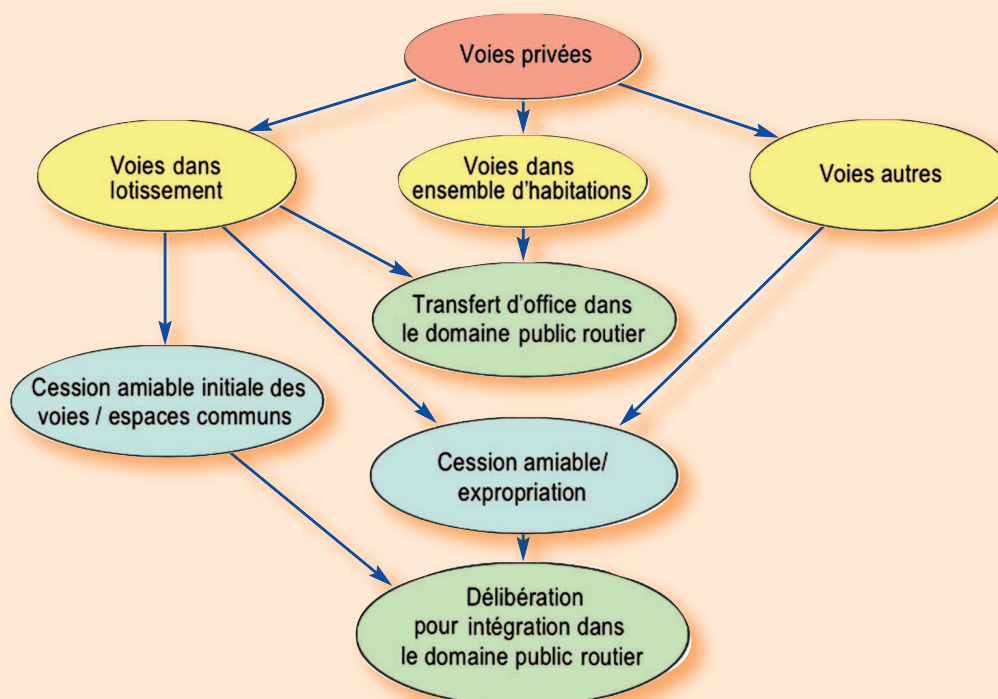 Voies privées
Voies dans
lotissement
Voies dans
ensemble d'habitations
Voies autres
Transfert d'office dans
le domaine public routier
Cession amiable initiale des
voies / espaces communs
Cession amiable/
expropriation
Délibération
pour intégration dans
le domaine public routier